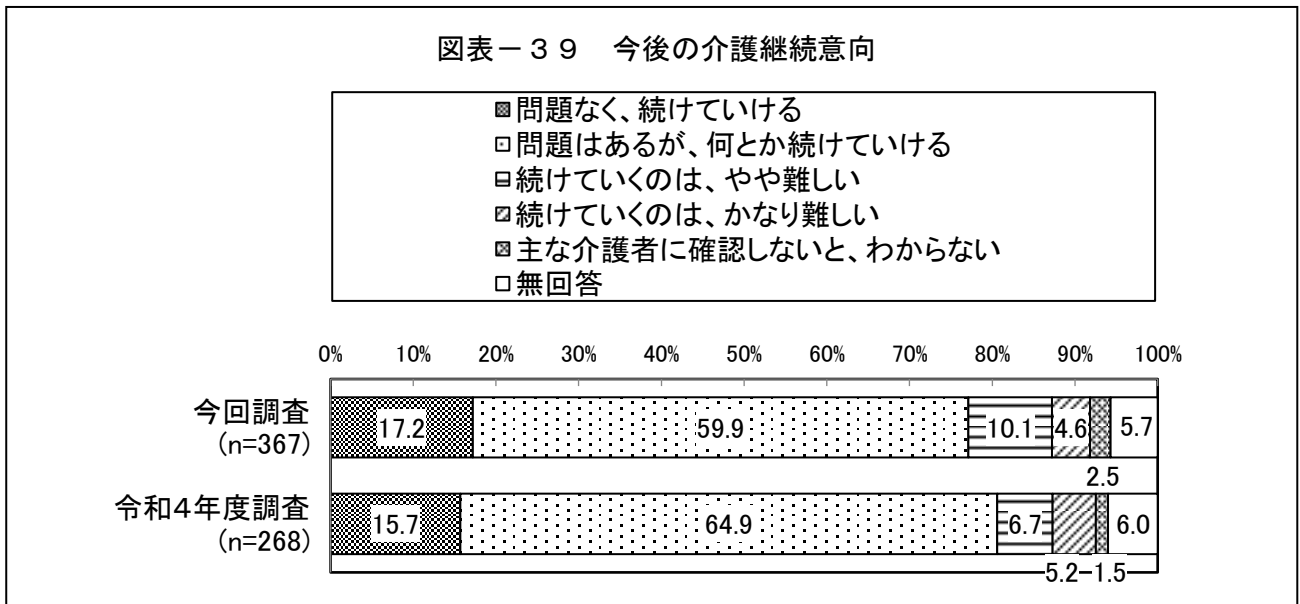 図表－３９　今後の介護継続意向
問題なく、続けていける
問題はあるが、何とか続けていける
続けていくのは、やや難しい
続けていくのは、かなり難しい
主な介護者に確認しないと、わからない
無回答
0% 10% 20% 30% 40% 50% 60% 70% 80% 90% 100%
今回調査
(n=367)
17.2 59.9 10.1 4.6 5.7
2.5
令和4年度調査
(n=268)
15.7 64.9 6.7 6.0
5.2 1.5